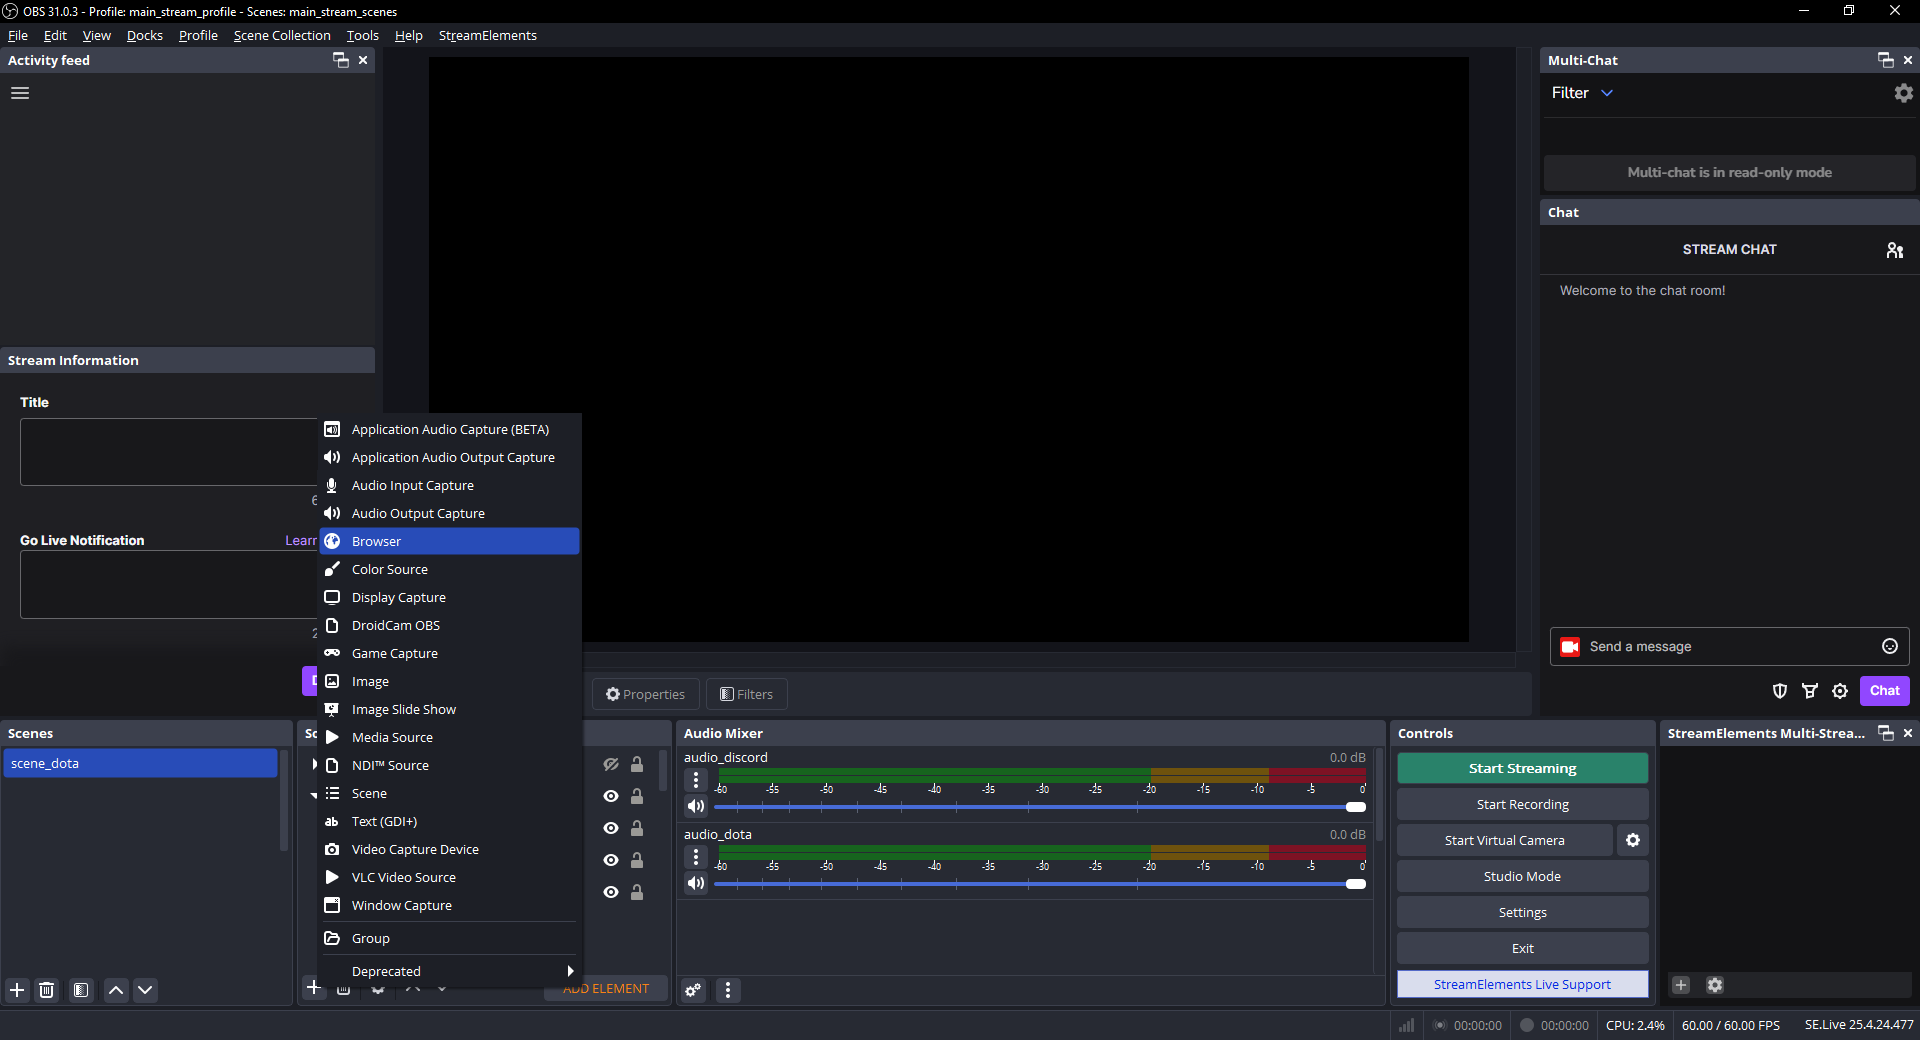 OBS 31.0.3 - Profile: main_stream_profile - Scenes: main_stream_scenes
File Edit View Docks Profile Scene Collection Tools Help StreamElements
Activity feed
Stream Information
Title
6
Go Live Notification Learn
2
Application Audio Capture (BETA)
Application Audio Output Capture
Audio Input Capture
Audio Output Capture
Browser
Color Source
Display Capture
DroidCam OBS
Game Capture
Image
Image Slide Show
Media Source
NDI™ Source
Scene
Text (GDI+)
Video Capture Device
VLC Video Source
Window Capture
Group
Deprecated
Properties Filters
Multi-Chat
Filter
Multi-chat is in read-only mode
Chat
STREAM CHAT
Welcome to the chat room!
Send a message
Chat
Scenes
scene_dota
So
ADD ELEMENT
Audio Mixer
audio_discord 0.0 dB
-60 -55 -50 -45 -40 -35 -30 -25 -20 -15 -10 -5 0
audio_dota 0.0 dB
-60 -55 -50 -45 -40 -35 -30 -25 -20 -15 -10 -5 0
Controls
Start Streaming
Start Recording
Start Virtual Camera
Studio Mode
Settings
Exit
StreamElements Live Support
StreamElements Multi-Strea...
00:00:00 00:00:00 CPU: 2.4% 60.00 / 60.00 FPS SE.Live 25.4.24.477